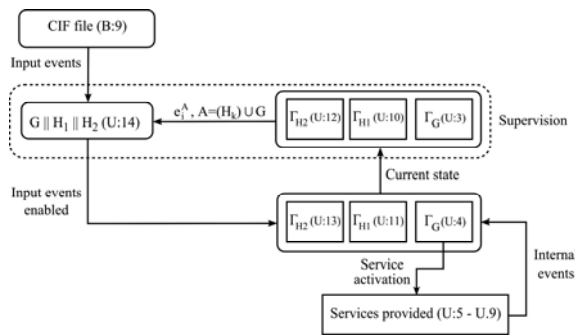 CIF file (B:9)
Input events
G || H1 || H2 (U:14)
e_i^A, A=(Hk) ∪ G
ΓH2(U:12)
ΓH1(U:10)
ΓG(U:3)
Supervision
Current state
Input events
enabled
ΓH2(U:13)
ΓH1(U:11)
ΓG(U:4)
Service
activation
Interna
events
Services provided (U:5 - U.9)